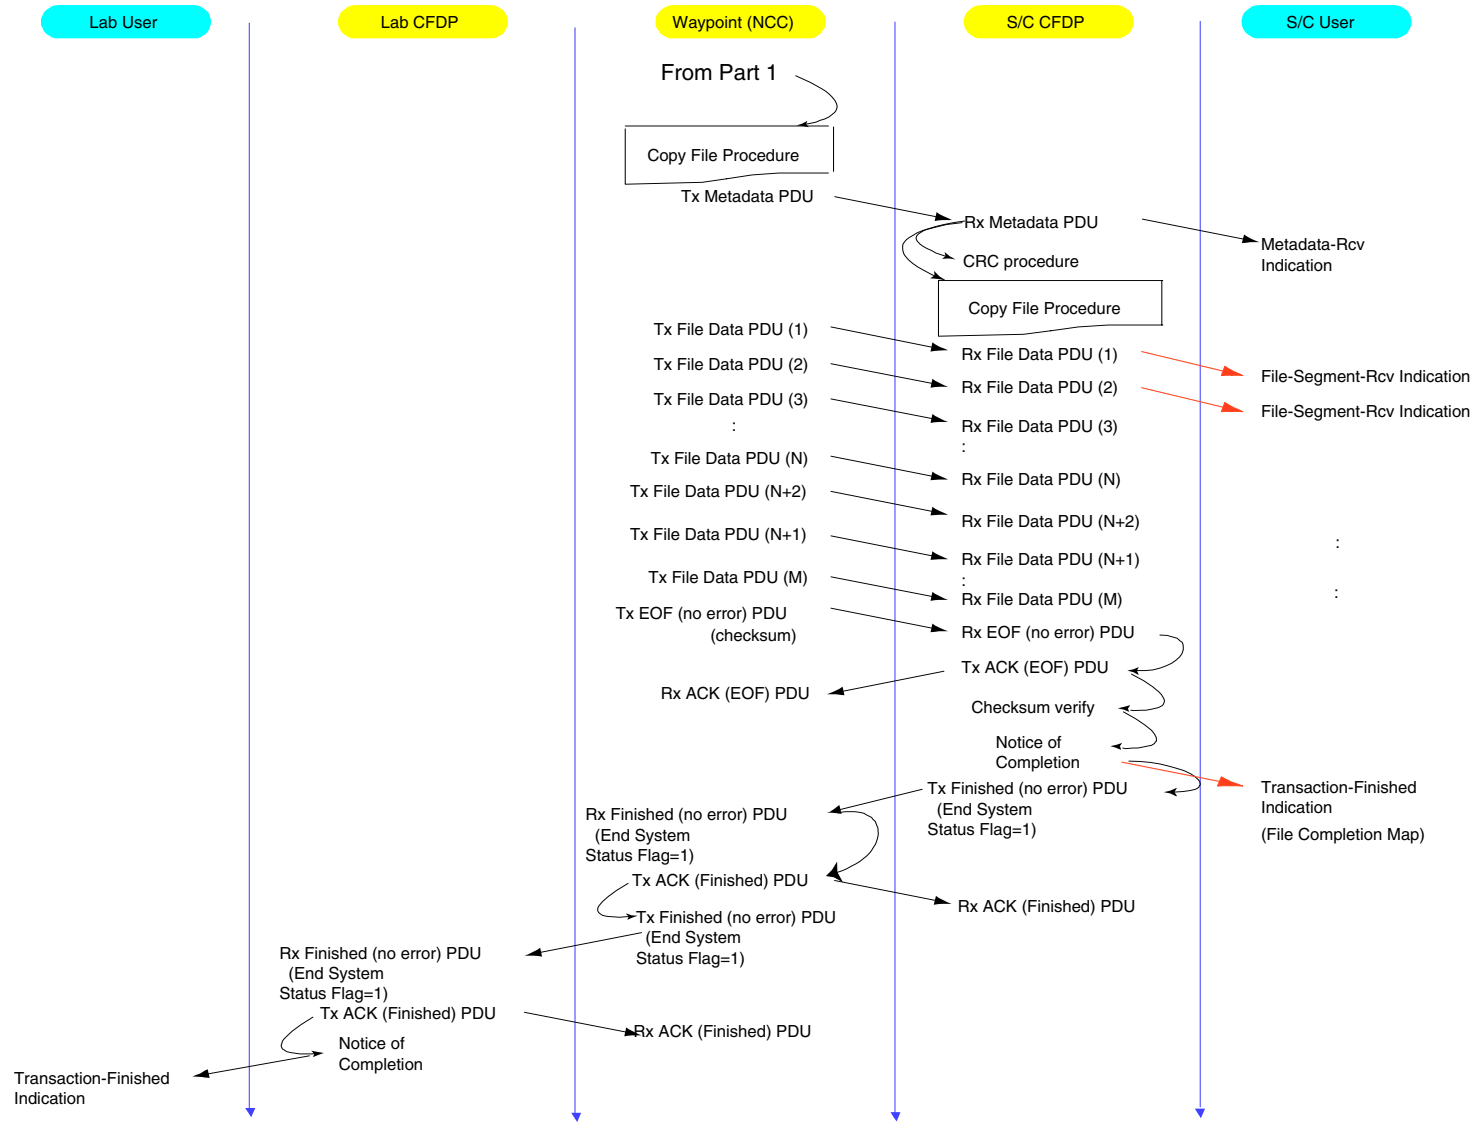 Lab User
Lab CFDP
Waypoint (NCC)
S/C CFDP
S/C User
From Part 1
Copy File Procedure
Tx Metadata PDU
Rx Metadata PDU
Metadata-Rcv
Indication
CRC procedure
Copy File Procedure
Tx File Data PDU (1)
Rx File Data PDU (1)
File-Segment-Rcv Indication
Tx File Data PDU (2)
Rx File Data PDU (2)
File-Segment-Rcv Indication
Tx File Data PDU (3)
Rx File Data PDU (3)
:
:
Tx File Data PDU (N)
Rx File Data PDU (N)
Tx File Data PDU (N+2)
Rx File Data PDU (N+2)
Tx File Data PDU (N+1)
:
Rx File Data PDU (N+1)
:
Tx File Data PDU (M)
:
Rx File Data PDU (M)
Tx EOF (no error) PDU
(checksum)
Rx EOF (no error) PDU
Tx ACK (EOF) PDU
Rx ACK (EOF) PDU
Checksum verify
Notice of
Completion
Tx Finished (no error) PDU
(End System
Status Flag=1)
Transaction-Finished
Indication
(File Completion Map)
Rx Finished (no error) PDU
(End System
Status Flag=1)
Tx ACK (Finished) PDU
Rx ACK (Finished) PDU
Tx Finished (no error) PDU
(End System
Status Flag=1)
Rx Finished (no error) PDU
(End System
Status Flag=1)
Tx ACK (Finished) PDU
Rx ACK (Finished) PDU
Notice of
Completion
Transaction-Finished
Indication